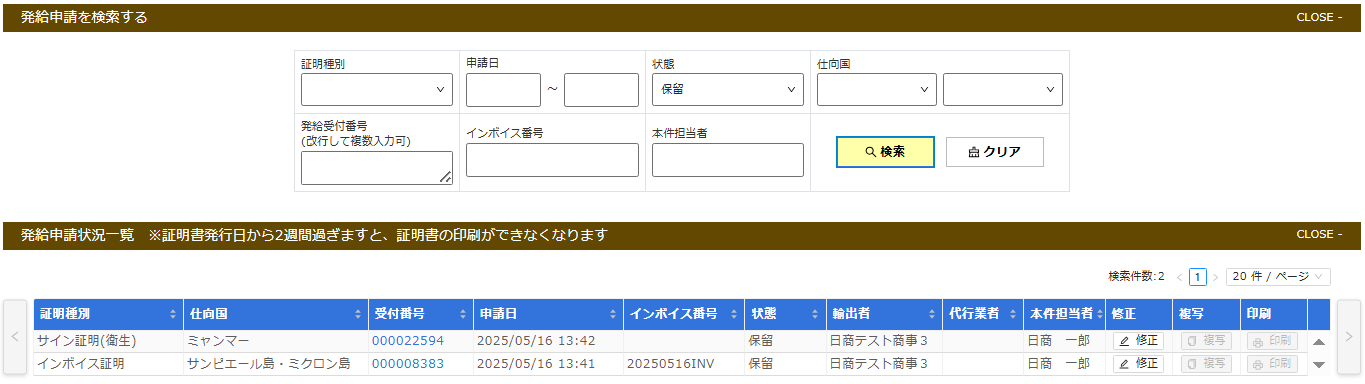 発給申請を検索する
CLOSE -
証明種別
申請日
状態
仕向国
～
保留
発給受付番号
(改行して複数入力可)
インボイス番号
本件担当者
検索
クリア
発給申請状況一覧　※証明書発行日から2週間過ぎますと、証明書の印刷ができなくなります
CLOSE -
検索件数: 2 < 1 > 20 件 / ページ
証明種別 仕向国 受付番号 申請日 インボイス番号 状態 輸出者 代行業者 本件担当者 修正 複写 印刷
サイン証明(衛生) ミャンマー 000022594 2025/05/16 13:42 保留 日商テスト商事３ 日商　一郎 修正 複写 印刷
インボイス証明 サンピエール島・ミクロン島 000008383 2025/05/16 13:41 20250516INV 保留 日商テスト商事３ 日商　一郎 修正 複写 印刷